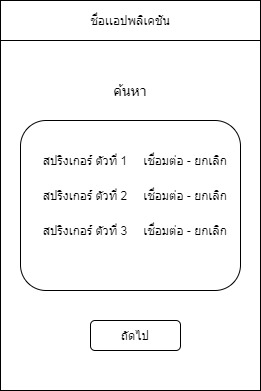 ชื่อแอปพลิเคชัน
ค้นหา
สปริงเกอร์ ตัวที่ 1 เชื่อมต่อ - ยกเลิก
สปริงเกอร์ ตัวที่ 2 เชื่อมต่อ - ยกเลิก
สปริงเกอร์ ตัวที่ 3 เชื่อมต่อ - ยกเลิก
ถัดไป